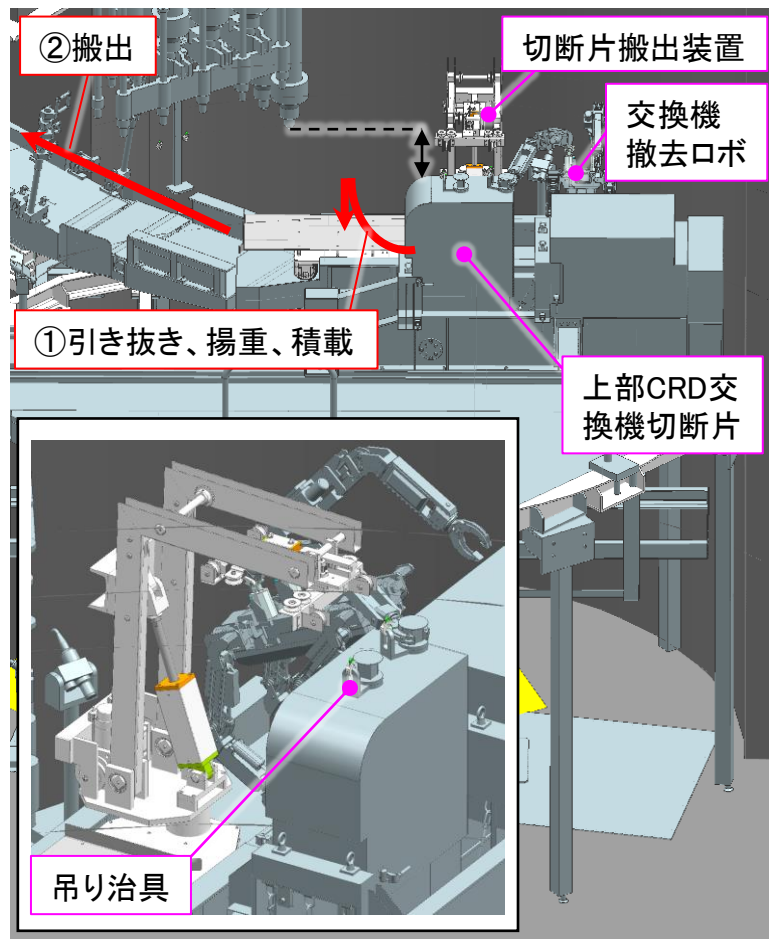 ②搬出
切断片搬出装置
交換機
撤去ロボ
①引き抜き、揚重、積載
上部CRD交
換機切断片
吊り治具